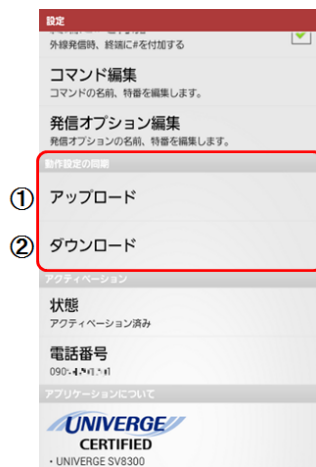 設定
外線発信時、終端に#を付加する
コマンド編集
コマンドの名前、特番を編集します。
発信オプション編集
発信オプションの名前、特番を編集します。
動作設定の同期
① アップロード
② ダウンロード
アクティベーション
状態
アクティベーション済み
電話番号
アプリケーションについて
UNIVERGE
CERTIFIED
・UNIVERGE SV8300